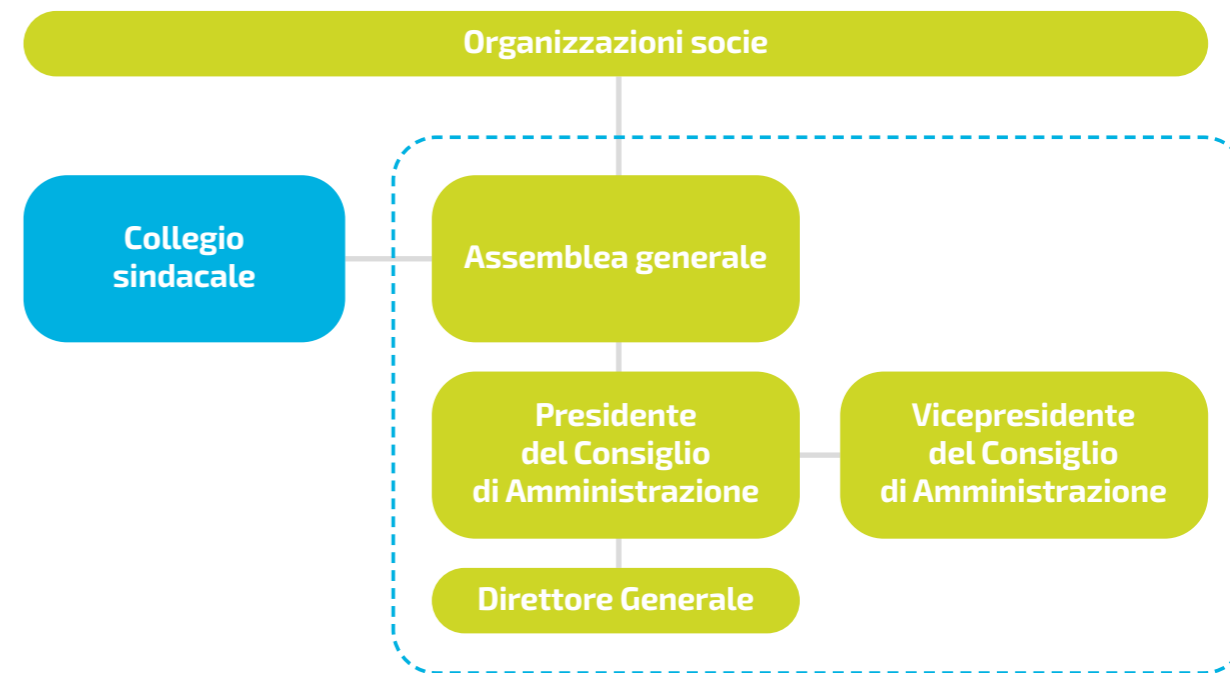 Organizzazioni socie
Collegio
sindacale
Assemblea generale
Presidente
del Consiglio
di Amministrazione
Vicepresidente
del Consiglio
di Amministrazione
Direttore Generale